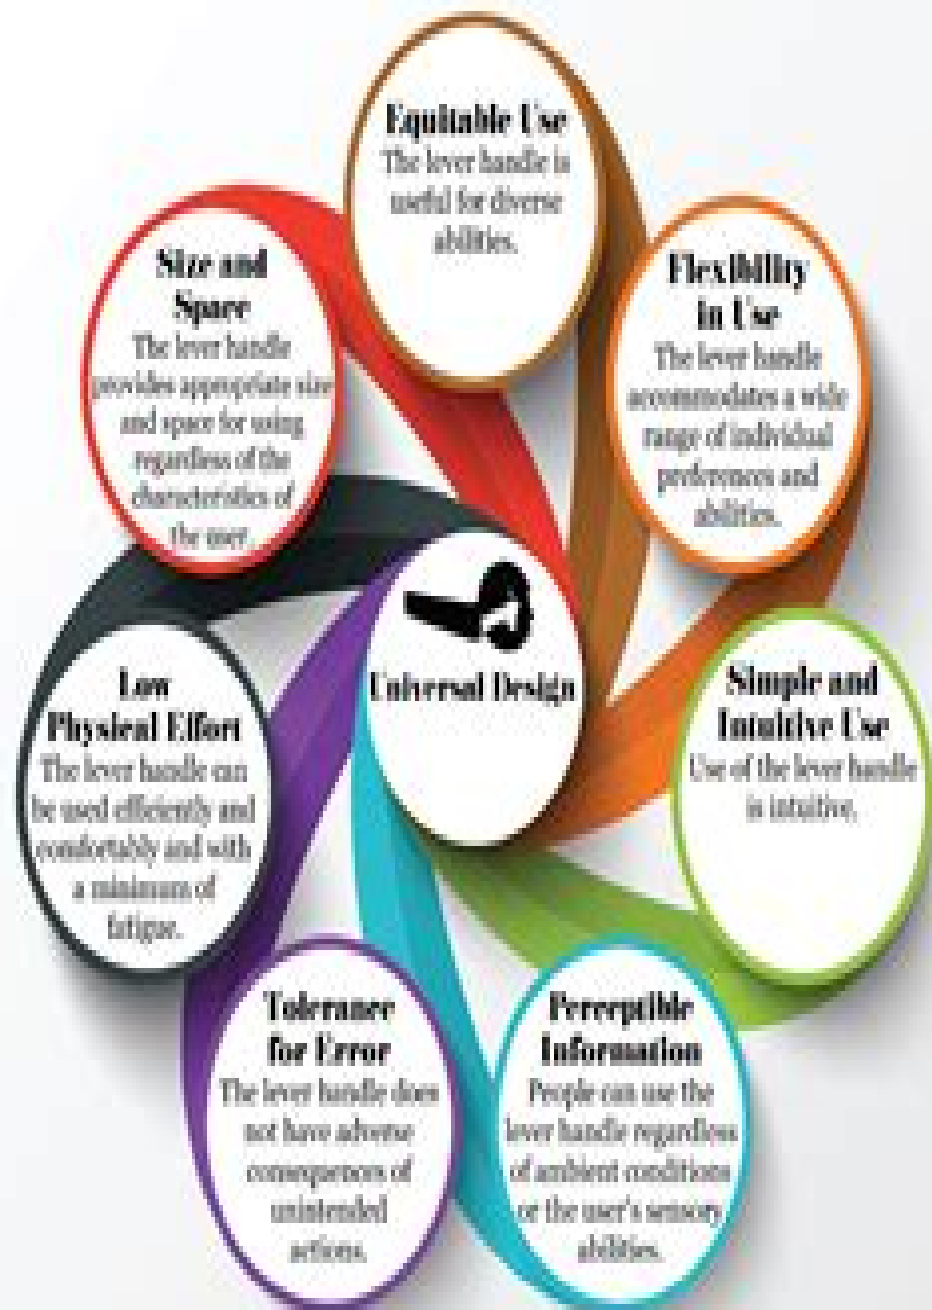 Equitable Use
The lever handle is
useful for diverse
abilities.
Flexibility
in Use
The lever handle
accommodates a wide
range of individual
preferences and
abilities.
Simple and
Intuitive Use
Use of the lever handle
is intuitive.
Perceptible
Information
People can use the
lever handle regardless
of ambient conditions
or the user's sensory
abilities.
Tolerance
for Error
The lever handle does
not have adverse
consequences of
unintended
actions.
Low
Physical Effort
The lever handle can
be used efficiently and
comfortably and with
a minimum of
fatigue.
Size and
Space
The lever handle
provides appropriate size
and space for using
regardless of the
characteristics of
the user.
Universal Design